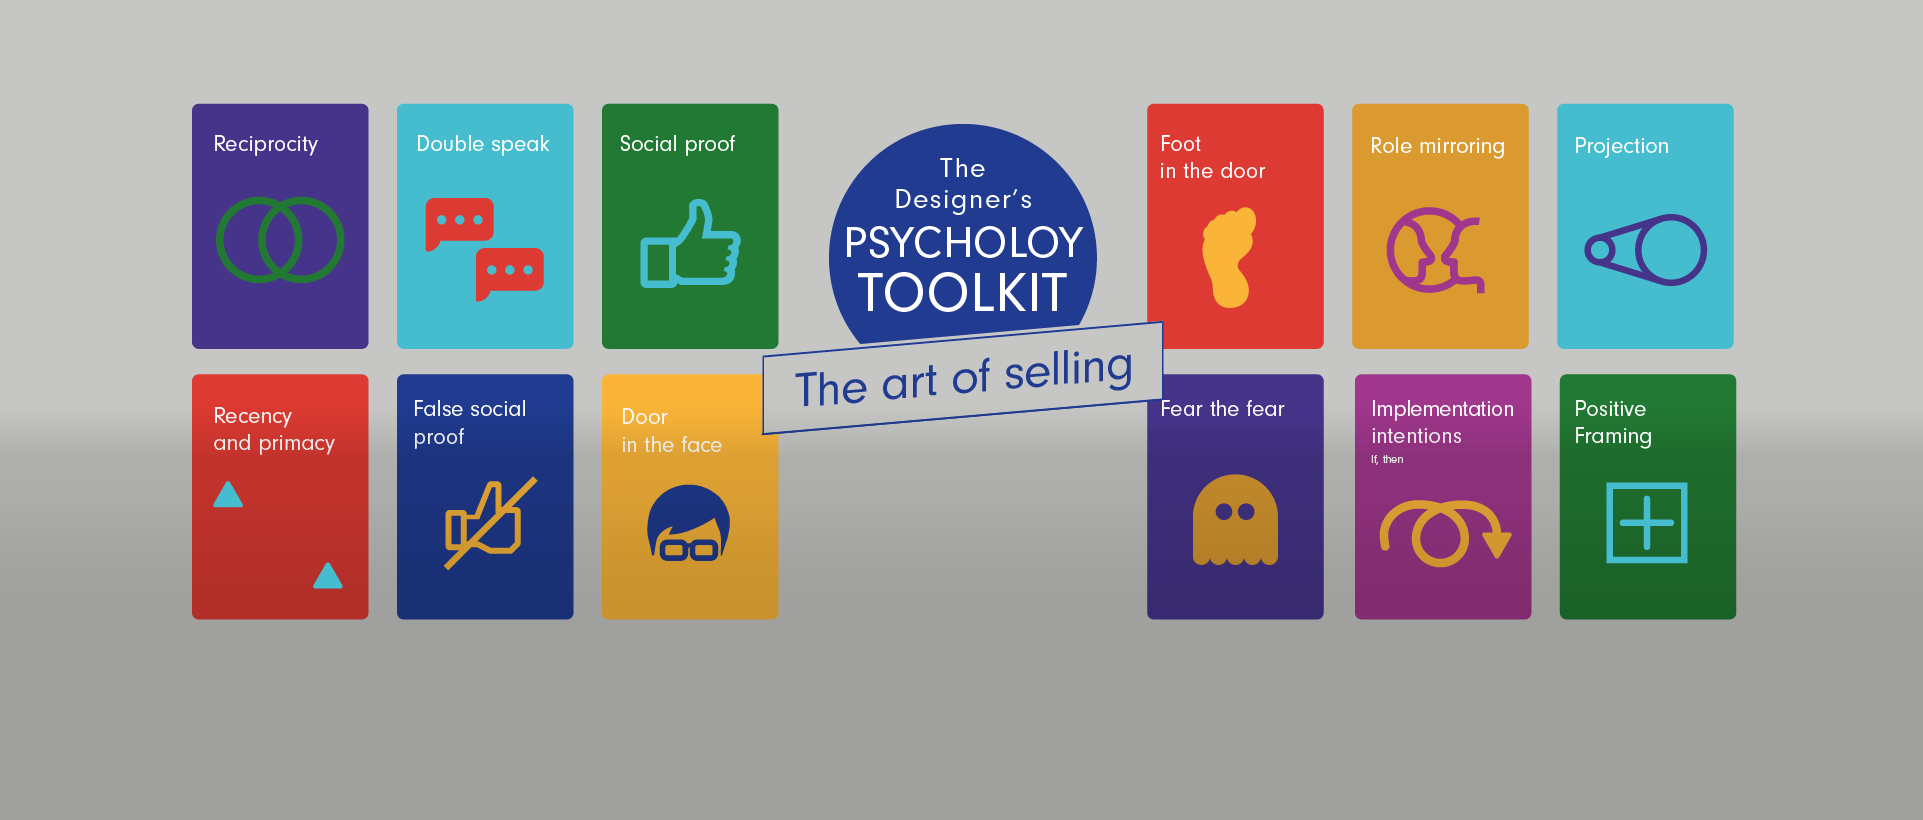 Reciprocity
Double speak
Social proof
The
Designer's
PSYCHOLOY
TOOLKIT
The art of selling
Foot
in the door
Role mirroring
Projection
Recency
and primacy
False social
proof
Door
in the face
Fear the fear
Implementation
intentions
If, then
Positive
Framing